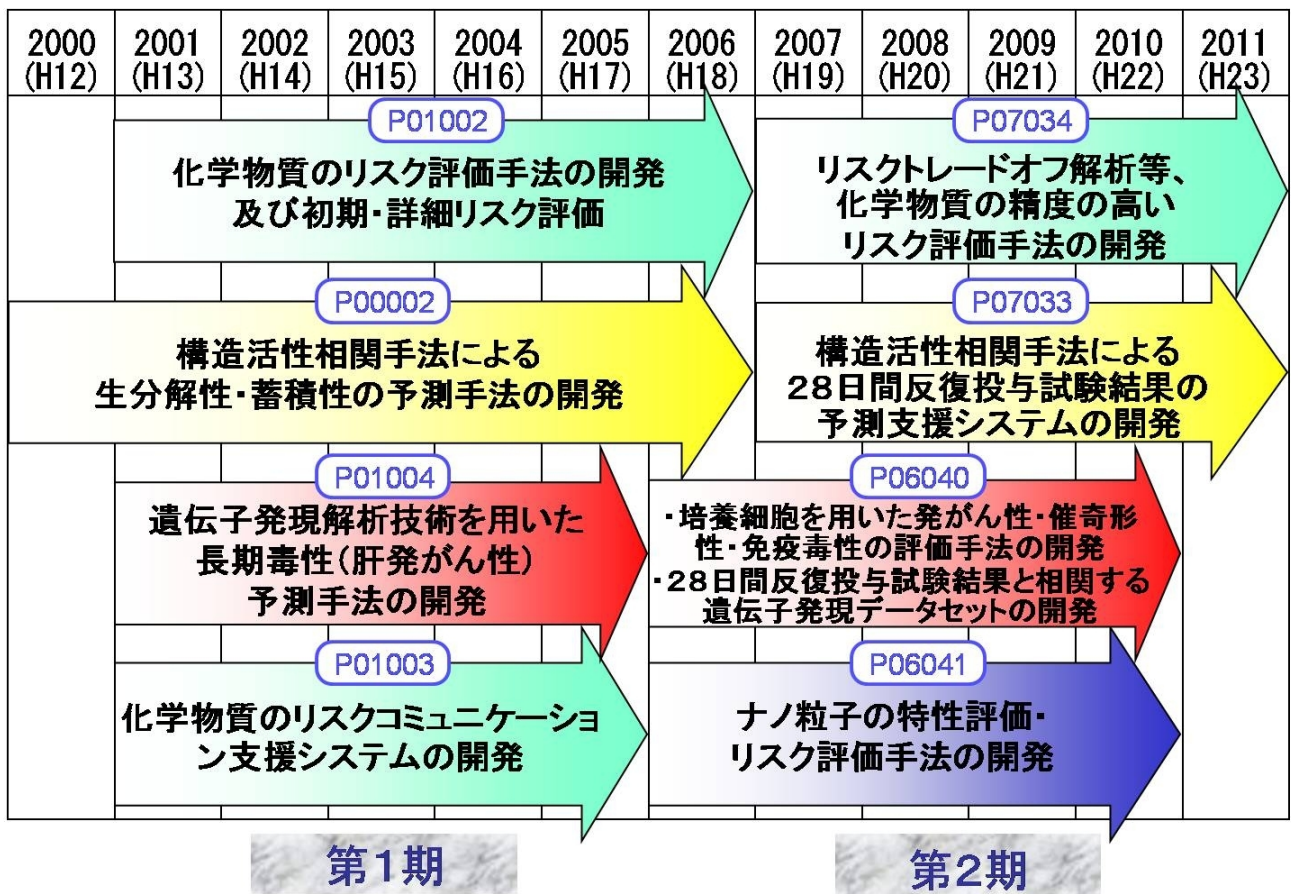 2000 2001 2002 2003 2004 2005 2006 2007 2008 2009 2010 2011
(H12) (H13) (H14) (H15) (H16) (H17) (H18) (H19) (H20) (H21) (H22) (H23)
P01002
化学物質のリスク評価手法の開発
及び初期・詳細リスク評価
P07034
リスクトレードオフ解析等、
化学物質の精度の高い
リスク評価手法の開発
P00002
構造活性相関手法による
生分解性・蓄積性の予測手法の開発
P07033
構造活性相関手法による
28日間反復投与試験結果の
予測支援システムの開発
P01004
遺伝子発現解析技術を用いた
長期毒性(肝発がん性)
予測手法の開発
P06040
・培養細胞を用いた発がん性・催奇形
性・免疫毒性の評価手法の開発
・28日間反復投与試験結果と相関する
遺伝子発現データセットの開発
P01003
化学物質のリスクコミュニケーショ
ン支援システムの開発
P06041
ナノ粒子の特性評価・
リスク評価手法の開発
第1期
第2期